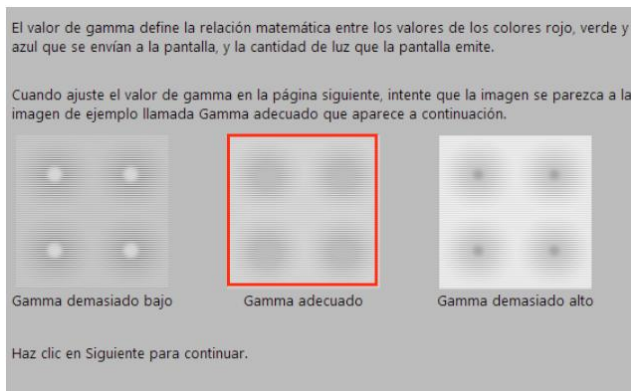 El valor de gamma define la relación matemática entre los valores de los colores rojo, verde y
azul que se envían a la pantalla, y la cantidad de luz que la pantalla emite.
Cuando ajuste el valor de gamma en la página siguiente, intente que la imagen se parezca a la
imagen de ejemplo llamada Gamma adecuado que aparece a continuación.
Gamma demasiado bajo
Gamma adecuado
Gamma demasiado alto
Haz clic en Siguiente para continuar.